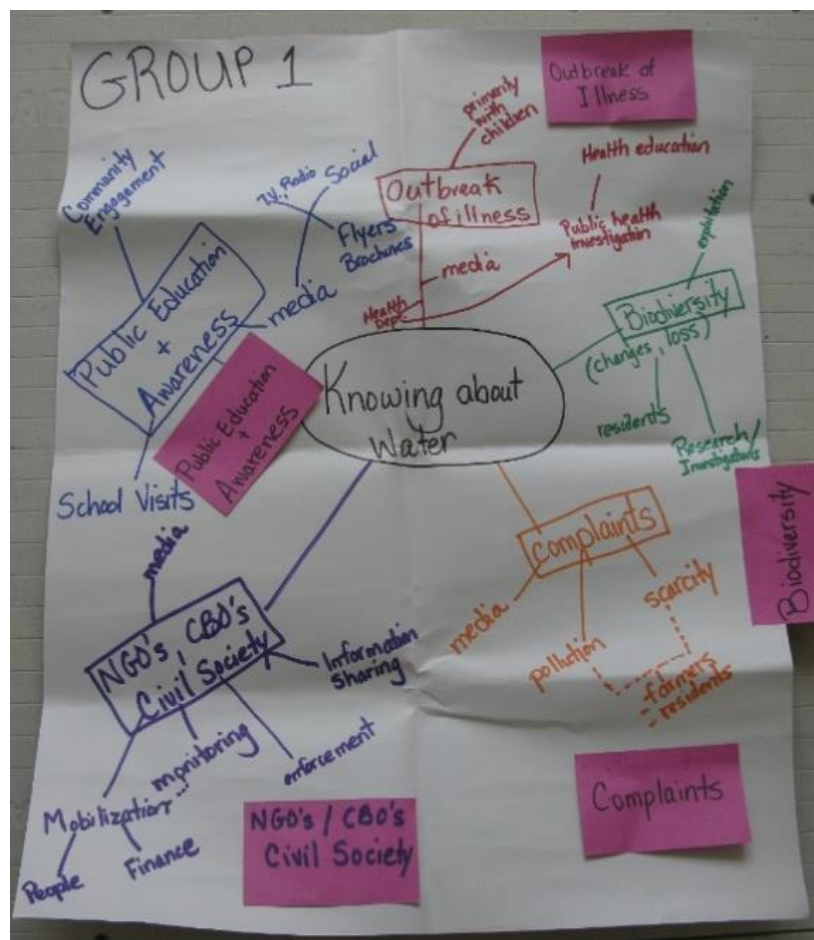 GROUP 1
Outbreak of
Illness
primarily
with
children
Health education
Community
Engagement
TV, Radio
Social
Flyers
Brochures
media
Outbreak
of illness
media
Health
Dept
Public health
investigation
exploitation
Biodiversity
(changes, loss)
residents
Research/
Investigations
Public Education
+
Awareness
Public Education
+
Awareness
School Visits
Knowing about
Water
Biodiversity
Complaints
media
pollution
scarcity
-farmers
-residents
Complaints
media
NGO's, CBO's
Civil Society
Information
Sharing
monitoring
enforcement
Mobilization
People
Finance
NGO's / CBO's
Civil Society